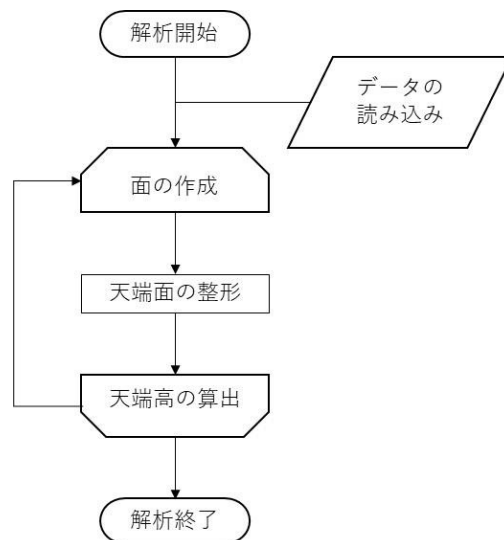 解析開始
データの
読み込み
面の作成
天端面の整形
天端高の算出
解析終了